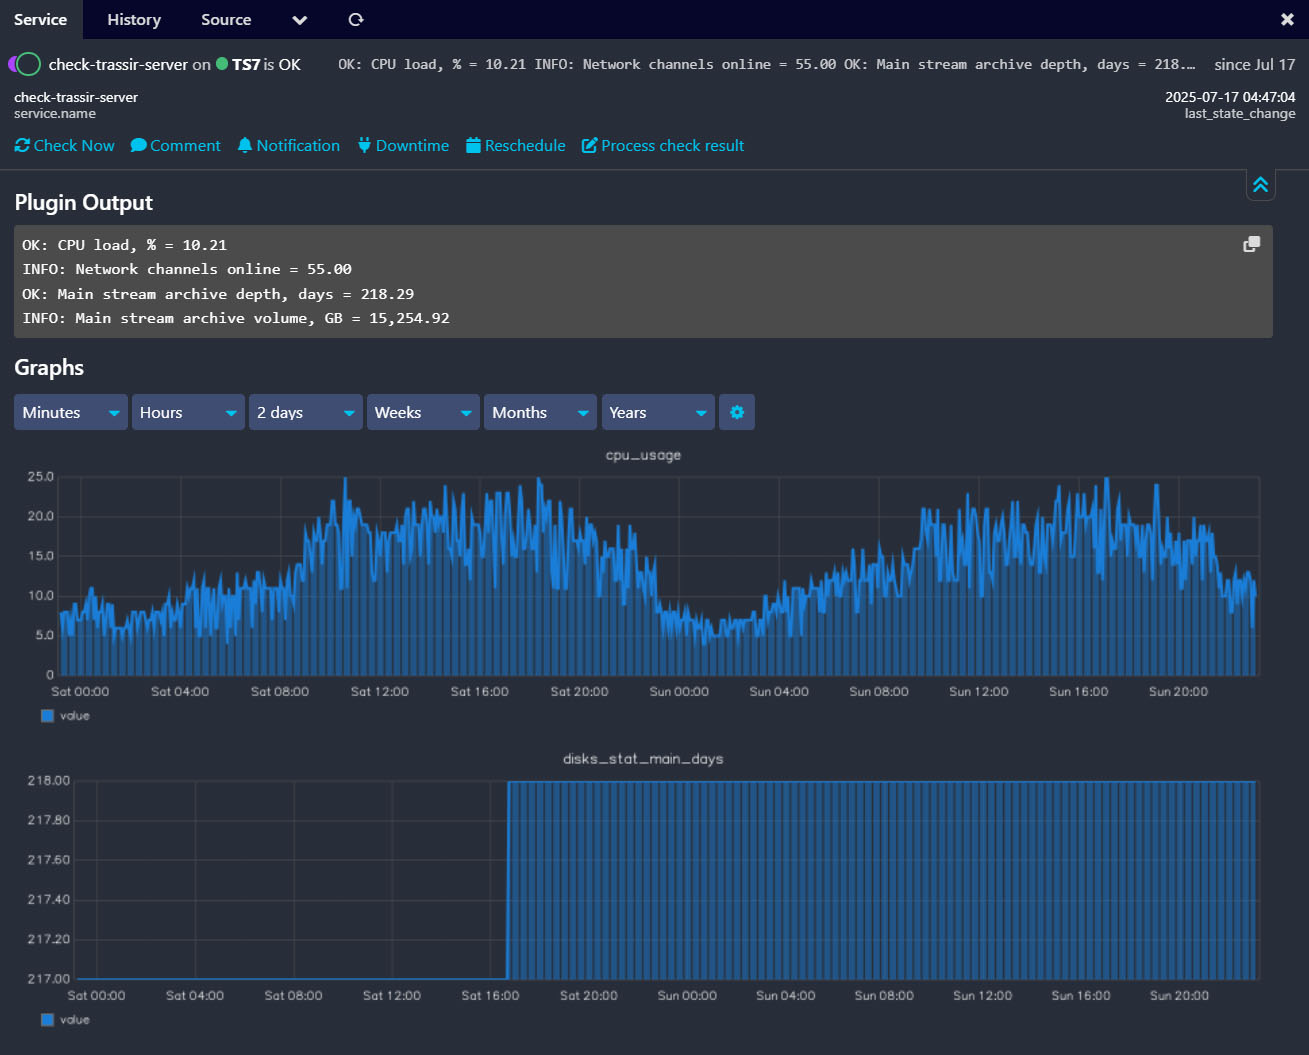 Service History Source
check-trassir-server on TS7 is OK OK: CPU load, % = 10.21 INFO: Network channels online = 55.00 OK: Main stream archive depth, days = 218.… since Jul 17
check-trassir-server 2025-07-17 04:47:04
service.name last_state_change
Check Now Comment Notification Downtime Reschedule Process check result
Plugin Output
OK: CPU load, % = 10.21
INFO: Network channels online = 55.00
OK: Main stream archive depth, days = 218.29
INFO: Main stream archive volume, GB = 15,254.92
Graphs
Minutes Hours 2 days Weeks Months Years
cpu_usage
25.0
20.0
15.0
10.0
5.0
0
Sat 00:00 Sat 04:00 Sat 08:00 Sat 12:00 Sat 16:00 Sat 20:00 Sun 00:00 Sun 04:00 Sun 08:00 Sun 12:00 Sun 16:00 Sun 20:00
value
disks_stat_main_days
218.00
217.80
217.60
217.40
217.20
217.00
Sat 00:00 Sat 04:00 Sat 08:00 Sat 12:00 Sat 16:00 Sat 20:00 Sun 00:00 Sun 04:00 Sun 08:00 Sun 12:00 Sun 16:00 Sun 20:00
value